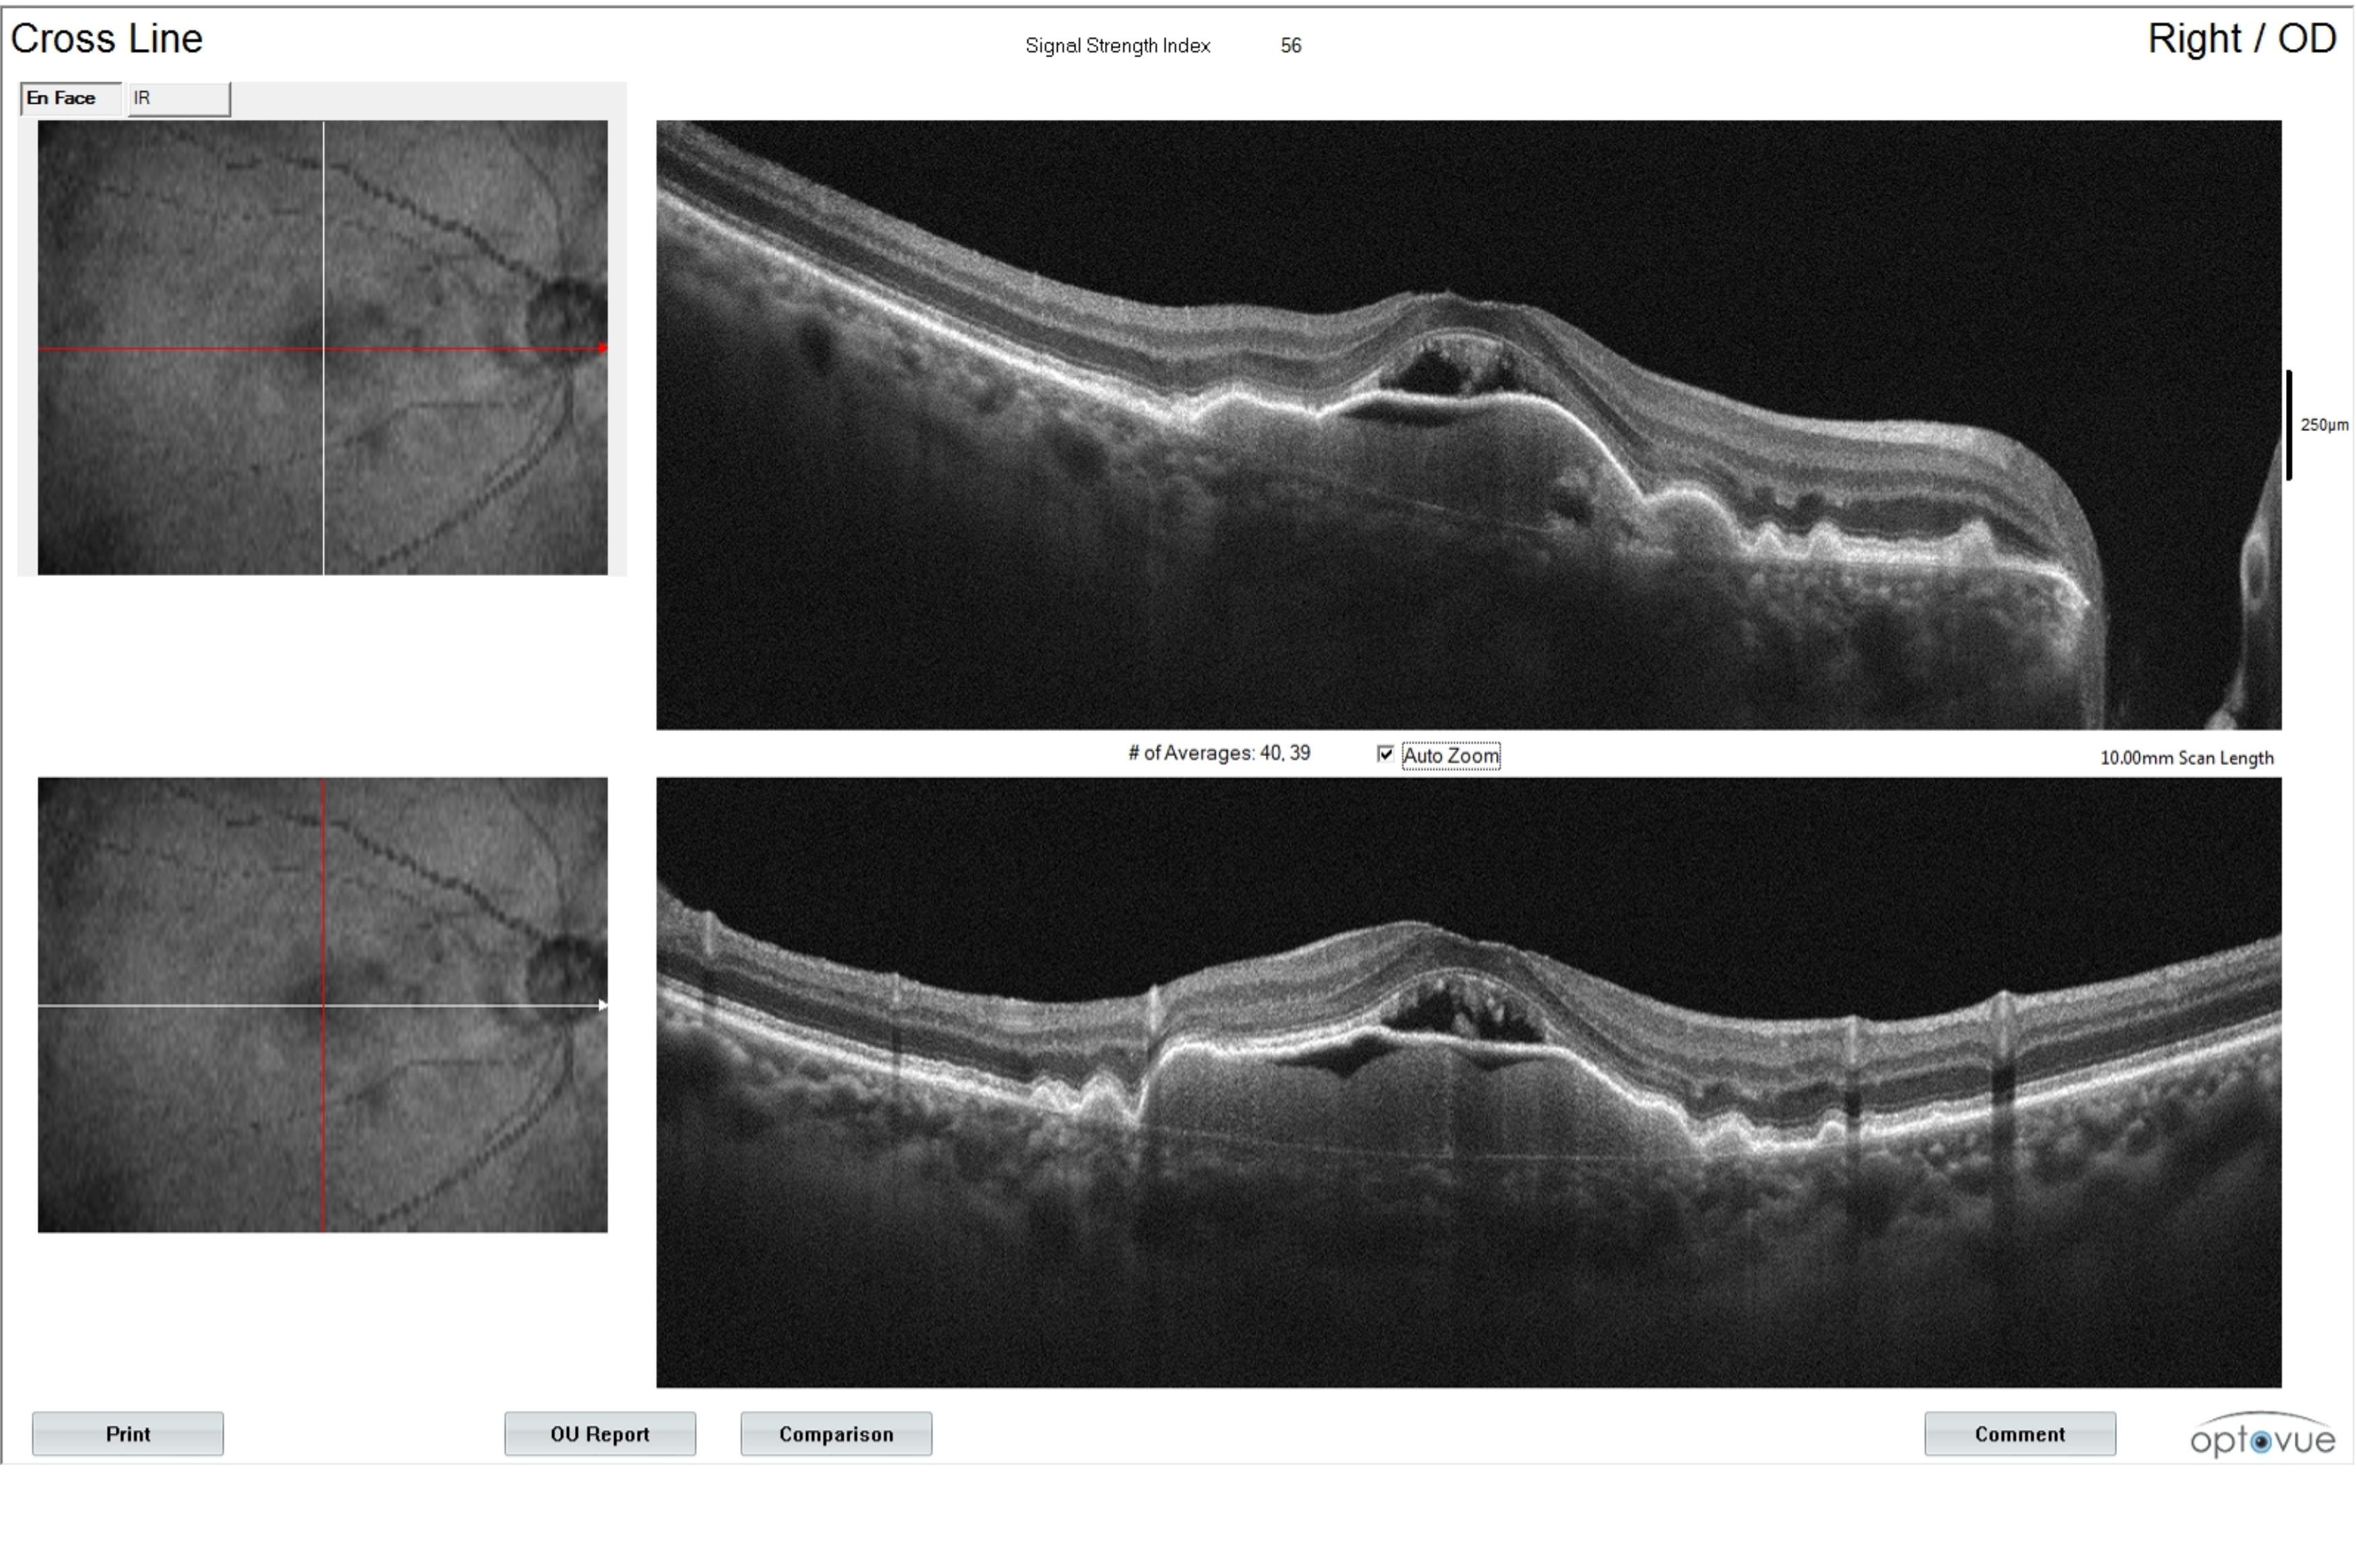 Cross Line
Signal Strength Index 56
Right / OD
En Face
IR
250µm
# of Averages: 40, 39
Auto Zoom
10.00mm Scan Length
Print
OU Report
Comparison
Comment
optovue